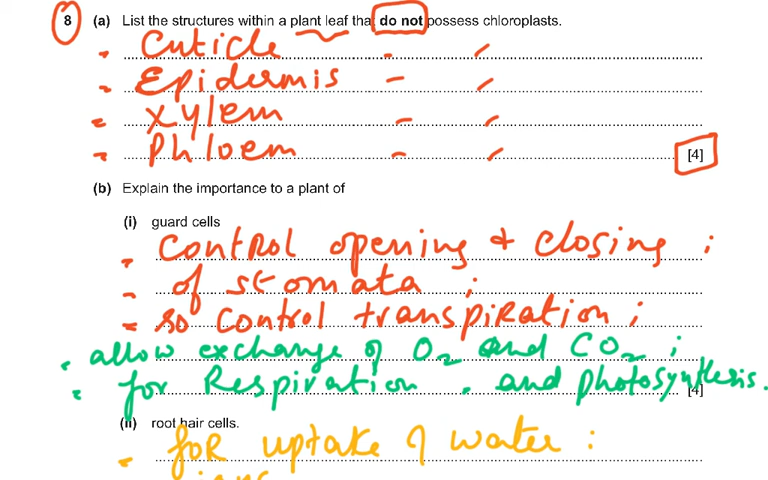 8 (a) List the structures within a plant leaf that do not possess chloroplasts.
Cuticle
Epidermis
Xylem
Phloem
[4]
(b) Explain the importance to a plant of
(i) guard cells
control opening & closing ;
of stomata ;
so control transpiration ;
allow exchange of O₂ and CO₂ ;
for Respiration . and photosynthesis.
[4]
(ii) root hair cells.
for uptake of water ;